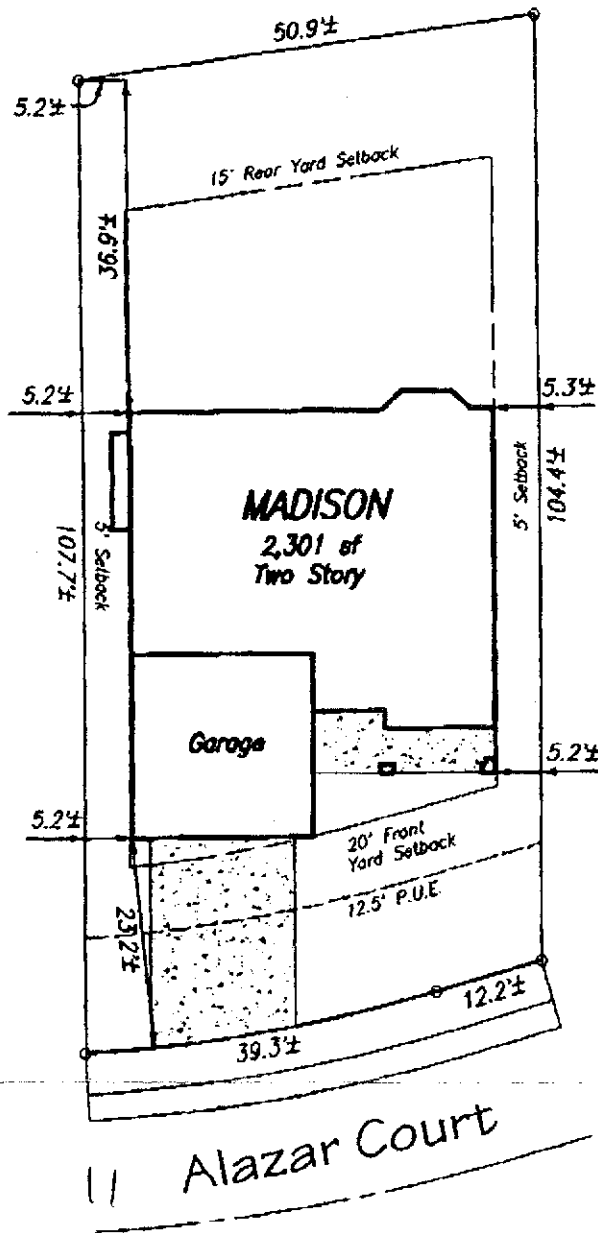 50.9'±
5.2'±
15' Rear Yard Setback
36.9'±
5.2'±
5.3'±
MADISON
2,301 sf
Two Story
5' Setback
107.7'±
5' Setback
104.4'±
Garage
5.2'±
5.2'±
20' Front
Yard Setback
12.5' P.U.E.
23.2'±
12.2'±
39.3'±
Alazar Court